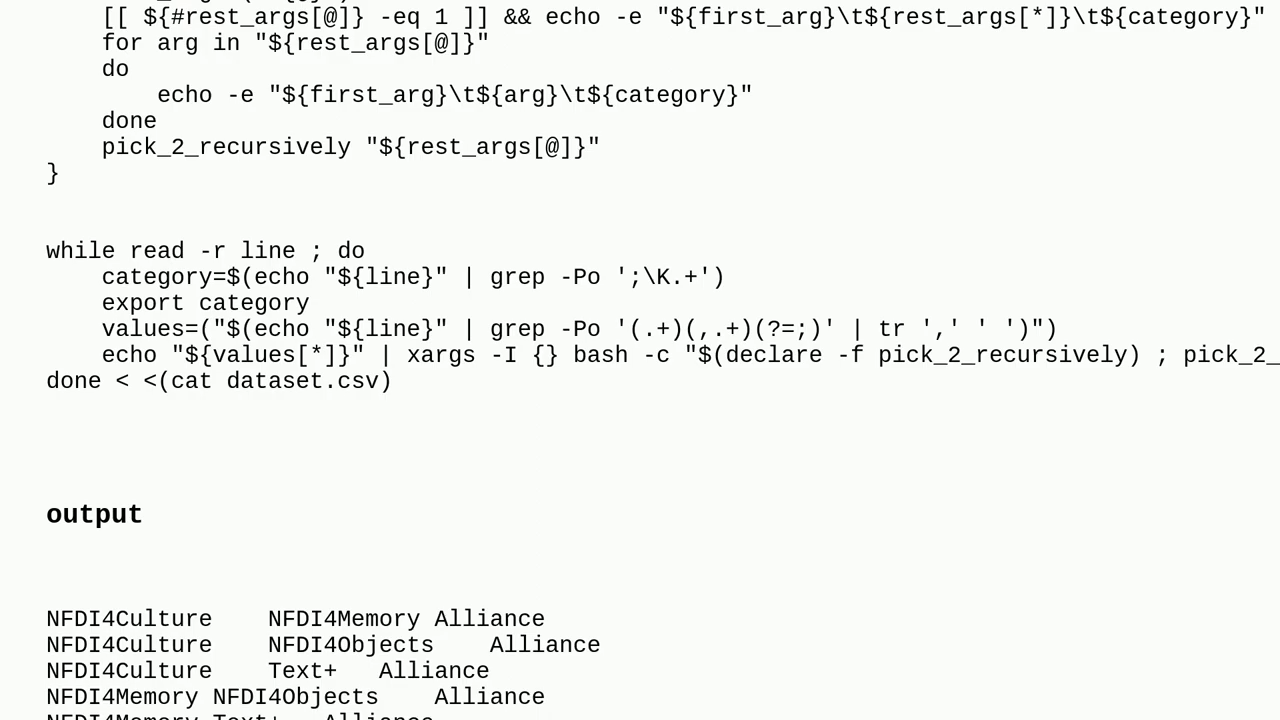 [[ ${#rest_args[@]} -eq 1 ]] && echo -e "${first_arg}\t${rest_args[*]}\t${category}"
for arg in "${rest_args[@]}"
do
echo -e "${first_arg}\t${arg}\t${category}"
done
pick_2_recursively "${rest_args[@]}"
}
while read -r line ; do
category=$(echo "${line}" | grep -Po ';\K.+')
export category
values=("$(echo "${line}" | grep -Po '(.+)(,.+)(?=;)' | tr ',' ' ')")
echo "${values[*]}" | xargs -I {} bash -c "$(declare -f pick_2_recursively) ; pick_2_
done < <(cat dataset.csv)
output
NFDI4Culture    NFDI4Memory Alliance
NFDI4Culture    NFDI4Objects    Alliance
NFDI4Culture    Text+   Alliance
NFDI4Memory NFDI4Objects    Alliance
NFDI4Memory Text+   Alliance